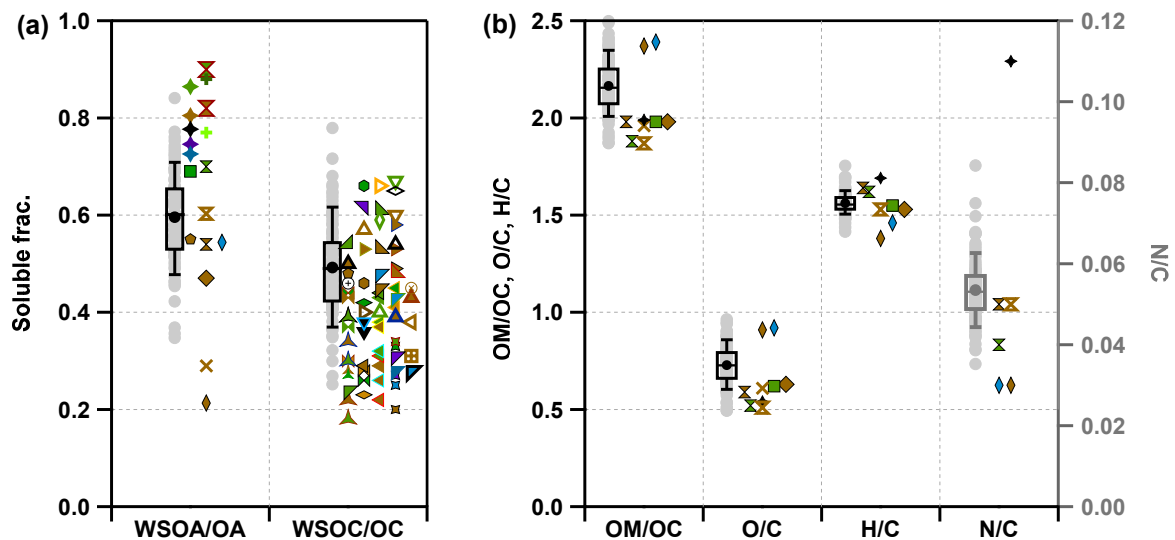 (a)
1.0
0.8
0.6
0.4
0.2
0.0
Soluble frac.
WSOA/OA
WSOC/OC
(b)
2.5
2.0
1.5
1.0
0.5
0.0
OM/OC, O/C, H/C
OM/OC
O/C
H/C
N/C
0.12
0.10
0.08
0.06
0.04
0.02
0.00
N/C